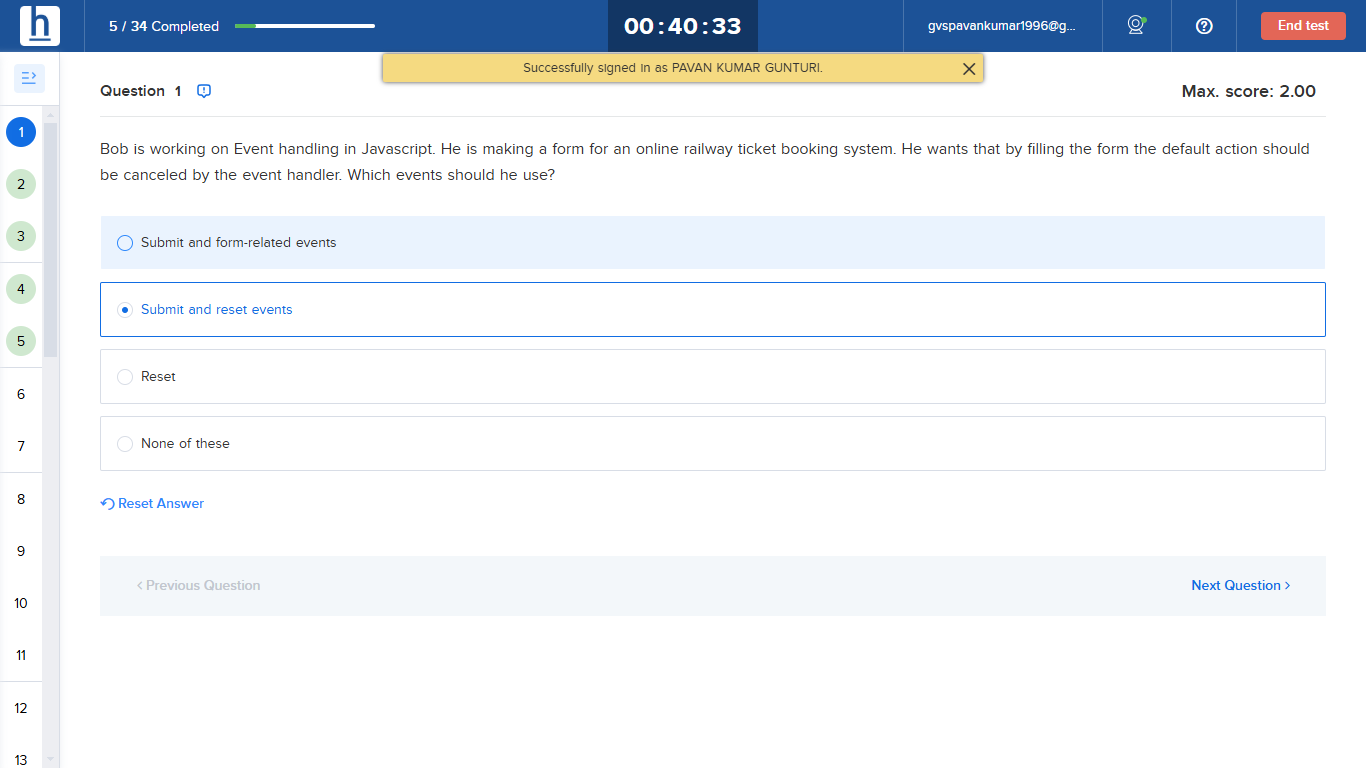 h
5 / 34 Completed
00:40:33
gvspavankumar1996@g...
End test
Successfully signed in as PAVAN KUMAR GUNTURI.
Question 1
Max. score: 2.00
Bob is working on Event handling in Javascript. He is making a form for an online railway ticket booking system. He wants that by filling the form the default action should
be canceled by the event handler. Which events should he use?
Submit and form-related events
Submit and reset events
Reset
None of these
Reset Answer
Previous Question
Next Question
1
2
3
4
5
6
7
8
9
10
11
12
13